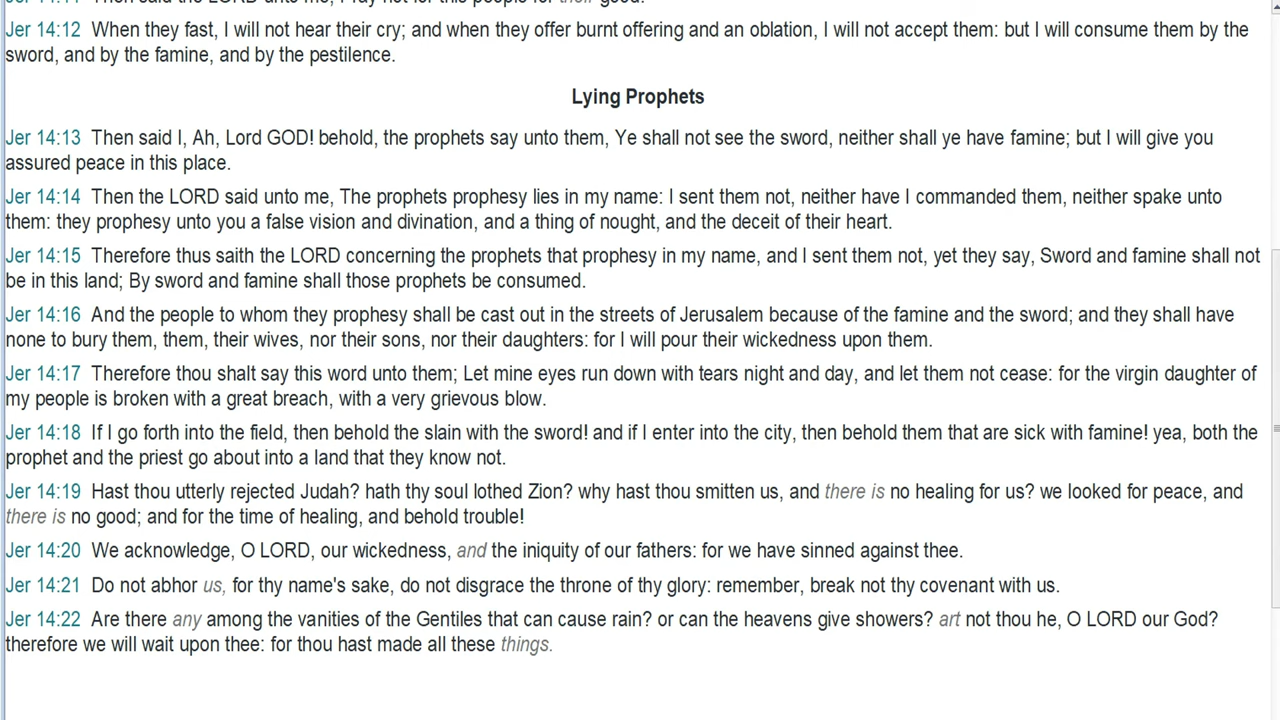 Jer 14:11 Then said the LORD unto me, Pray not for this people for their good.
Jer 14:12 When they fast, I will not hear their cry; and when they offer burnt offering and an oblation, I will not accept them: but I will consume them by the
sword, and by the famine, and by the pestilence.
Lying Prophets
Jer 14:13 Then said I, Ah, Lord GOD! behold, the prophets say unto them, Ye shall not see the sword, neither shall ye have famine; but I will give you
assured peace in this place.
Jer 14:14 Then the LORD said unto me, The prophets prophesy lies in my name: I sent them not, neither have I commanded them, neither spake unto
them: they prophesy unto you a false vision and divination, and a thing of nought, and the deceit of their heart.
Jer 14:15 Therefore thus saith the LORD concerning the prophets that prophesy in my name, and I sent them not, yet they say, Sword and famine shall not
be in this land; By sword and famine shall those prophets be consumed.
Jer 14:16 And the people to whom they prophesy shall be cast out in the streets of Jerusalem because of the famine and the sword; and they shall have
none to bury them, them, their wives, nor their sons, nor their daughters: for I will pour their wickedness upon them.
Jer 14:17 Therefore thou shalt say this word unto them; Let mine eyes run down with tears night and day, and let them not cease: for the virgin daughter of
my people is broken with a great breach, with a very grievous blow.
Jer 14:18 If I go forth into the field, then behold the slain with the sword! and if I enter into the city, then behold them that are sick with famine! yea, both the
prophet and the priest go about into a land that they know not.
Jer 14:19 Hast thou utterly rejected Judah? hath thy soul lothed Zion? why hast thou smitten us, and there is no healing for us? we looked for peace, and
there is no good; and for the time of healing, and behold trouble!
Jer 14:20 We acknowledge, O LORD, our wickedness, and the iniquity of our fathers: for we have sinned against thee.
Jer 14:21 Do not abhor us, for thy name's sake, do not disgrace the throne of thy glory: remember, break not thy covenant with us.
Jer 14:22 Are there any among the vanities of the Gentiles that can cause rain? or can the heavens give showers? art not thou he, O LORD our God?
therefore we will wait upon thee: for thou hast made all these things.